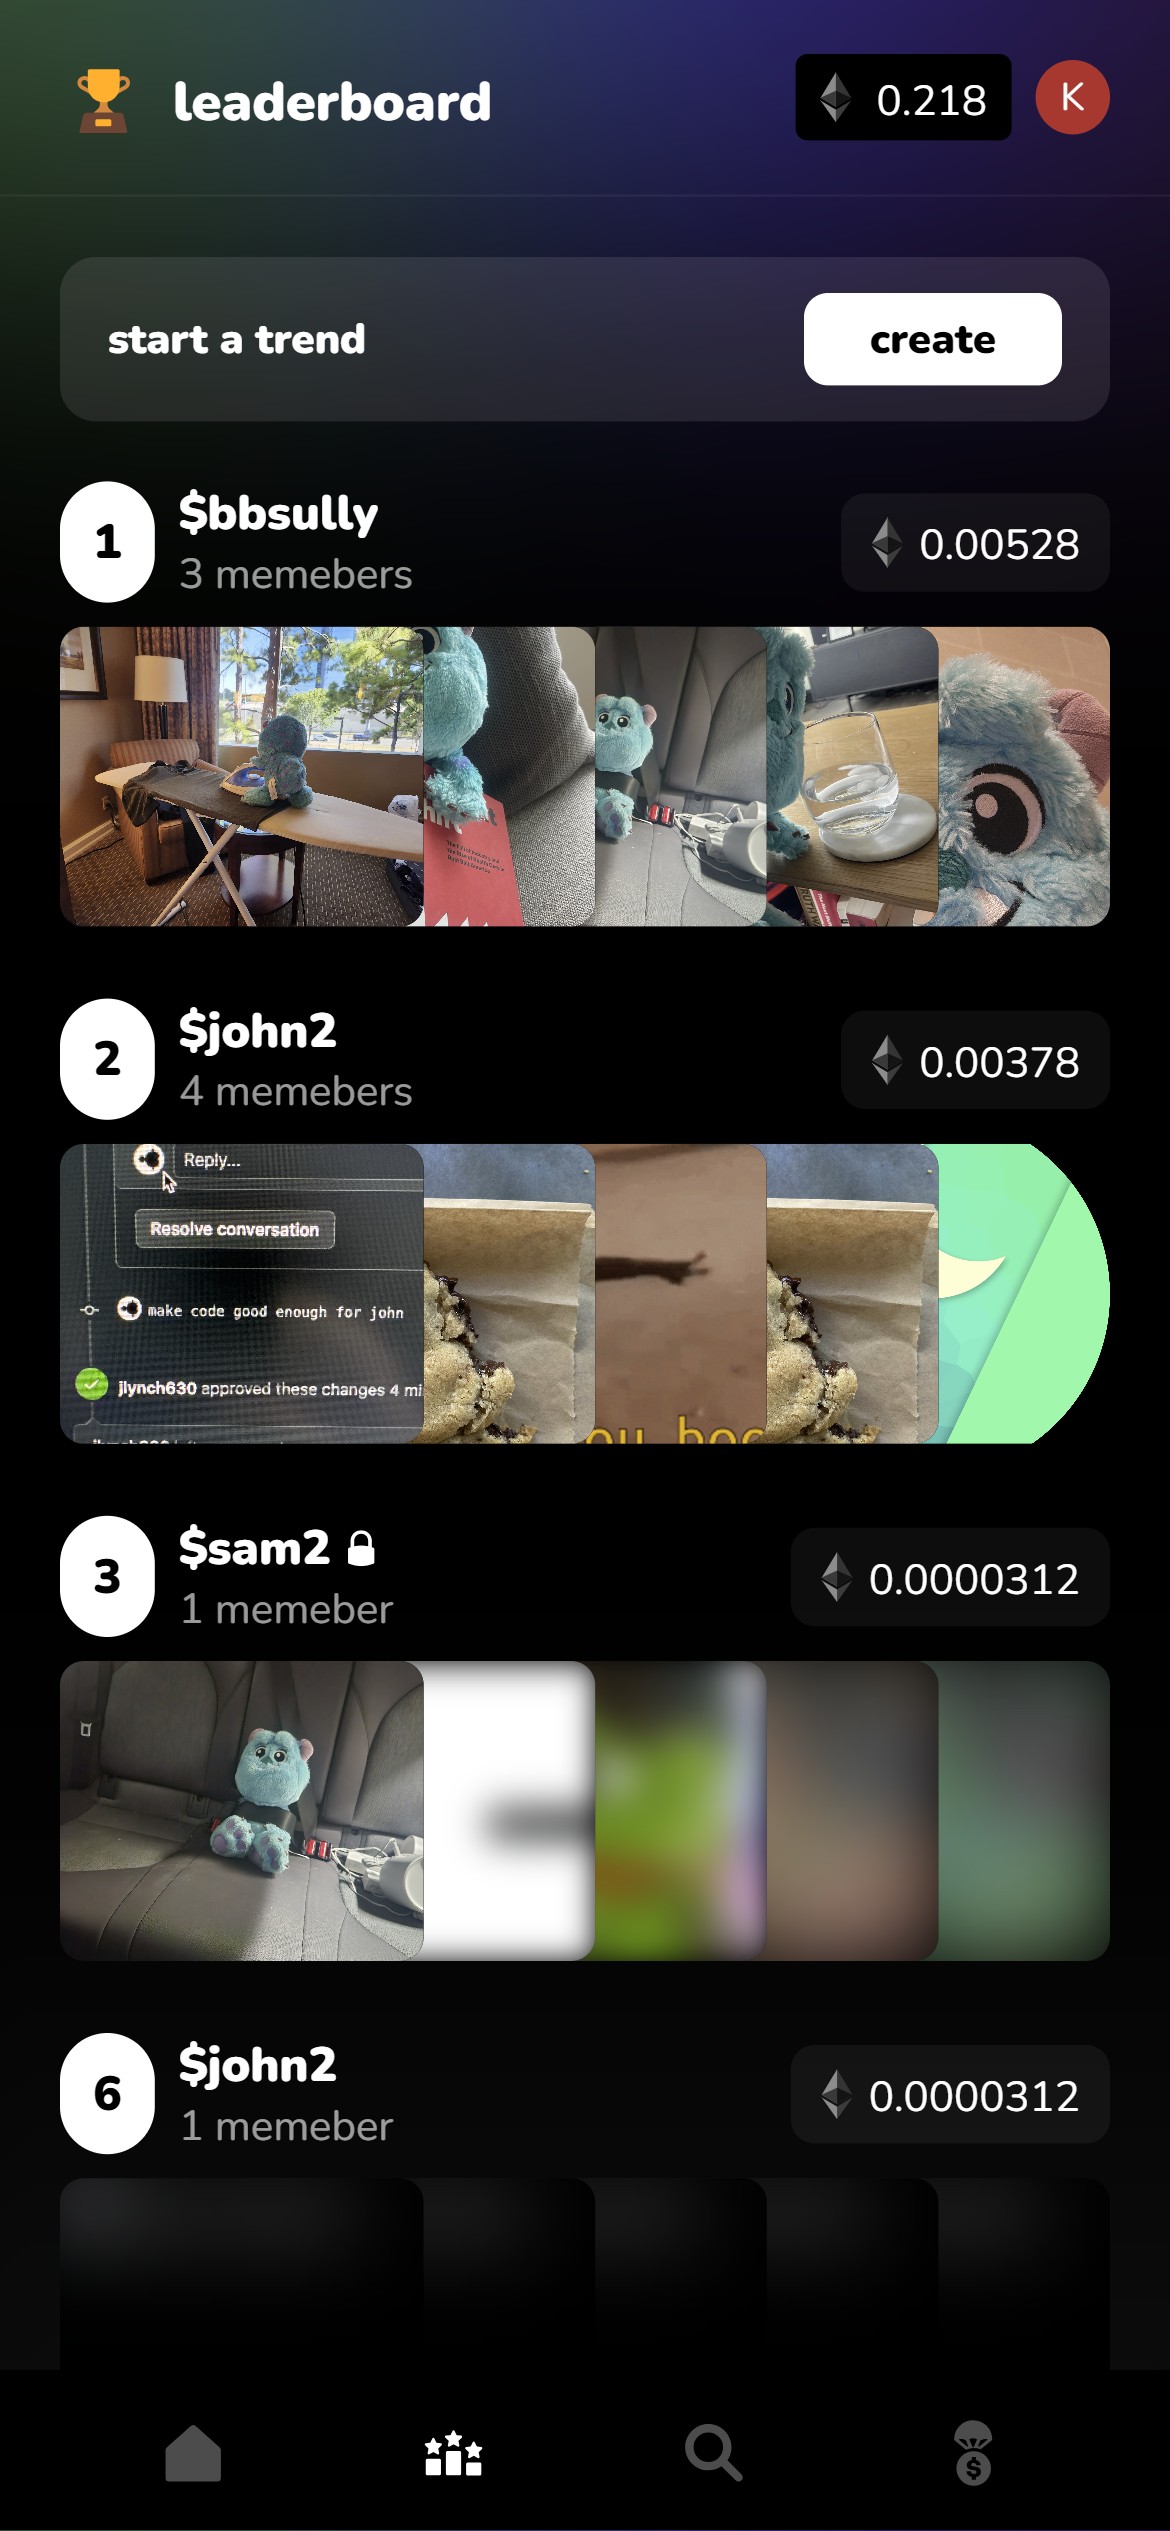 leaderboard
0.218
K
start a trend
create
1
$bbsully
3 memebers
0.00528
2
$john2
4 memebers
0.00378
Reply...
Resolve conversation
make code good enough for john
jlynch630 approved these changes 4 mi
ou boo
3
$sam2
1 memeber
0.0000312
6
$john2
1 memeber
0.0000312